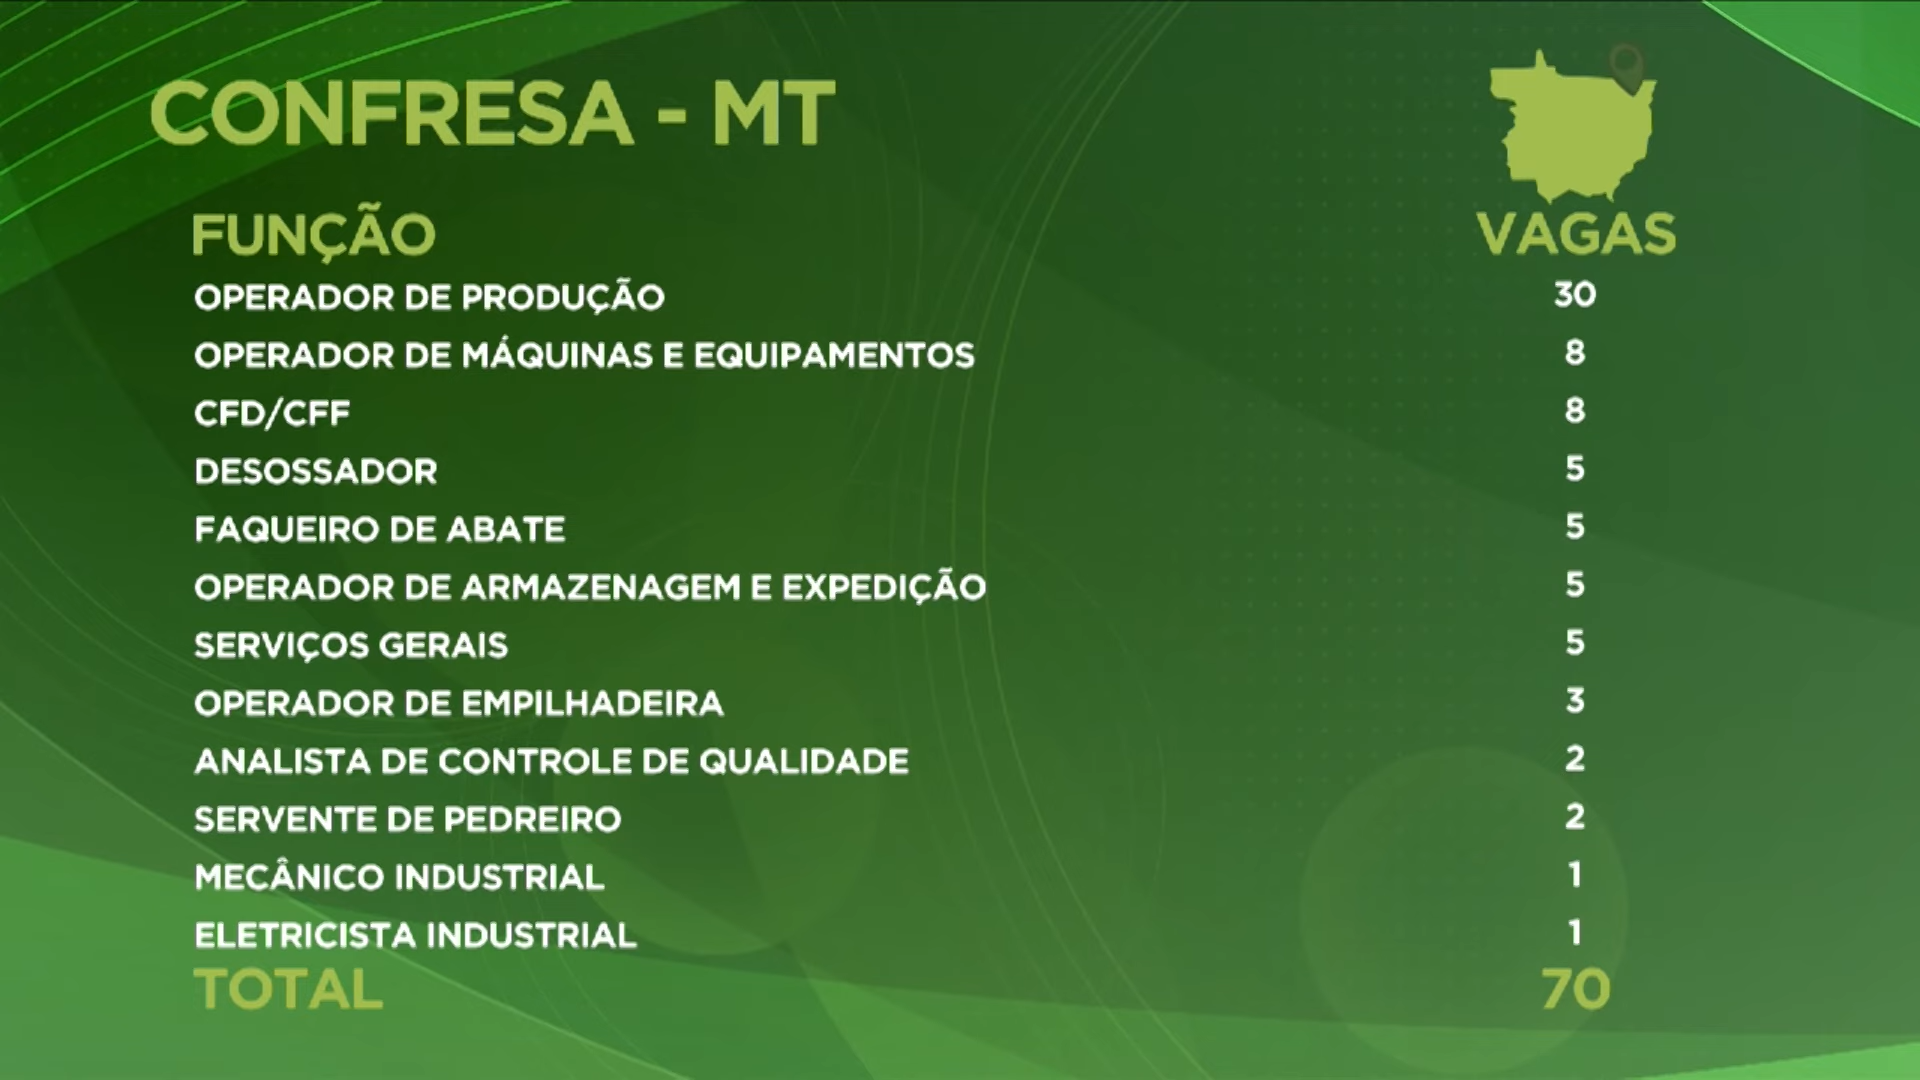 CONFRESA - MT
FUNÇÃO VAGAS
OPERADOR DE PRODUÇÃO 30
OPERADOR DE MÁQUINAS E EQUIPAMENTOS 8
CFD/CFF 8
DESOSSADOR 5
FAQUEIRO DE ABATE 5
OPERADOR DE ARMAZENAGEM E EXPEDIÇÃO 5
SERVIÇOS GERAIS 5
OPERADOR DE EMPILHADEIRA 3
ANALISTA DE CONTROLE DE QUALIDADE 2
SERVENTE DE PEDREIRO 2
MECÂNICO INDUSTRIAL 1
ELETRICISTA INDUSTRIAL 1
TOTAL 70